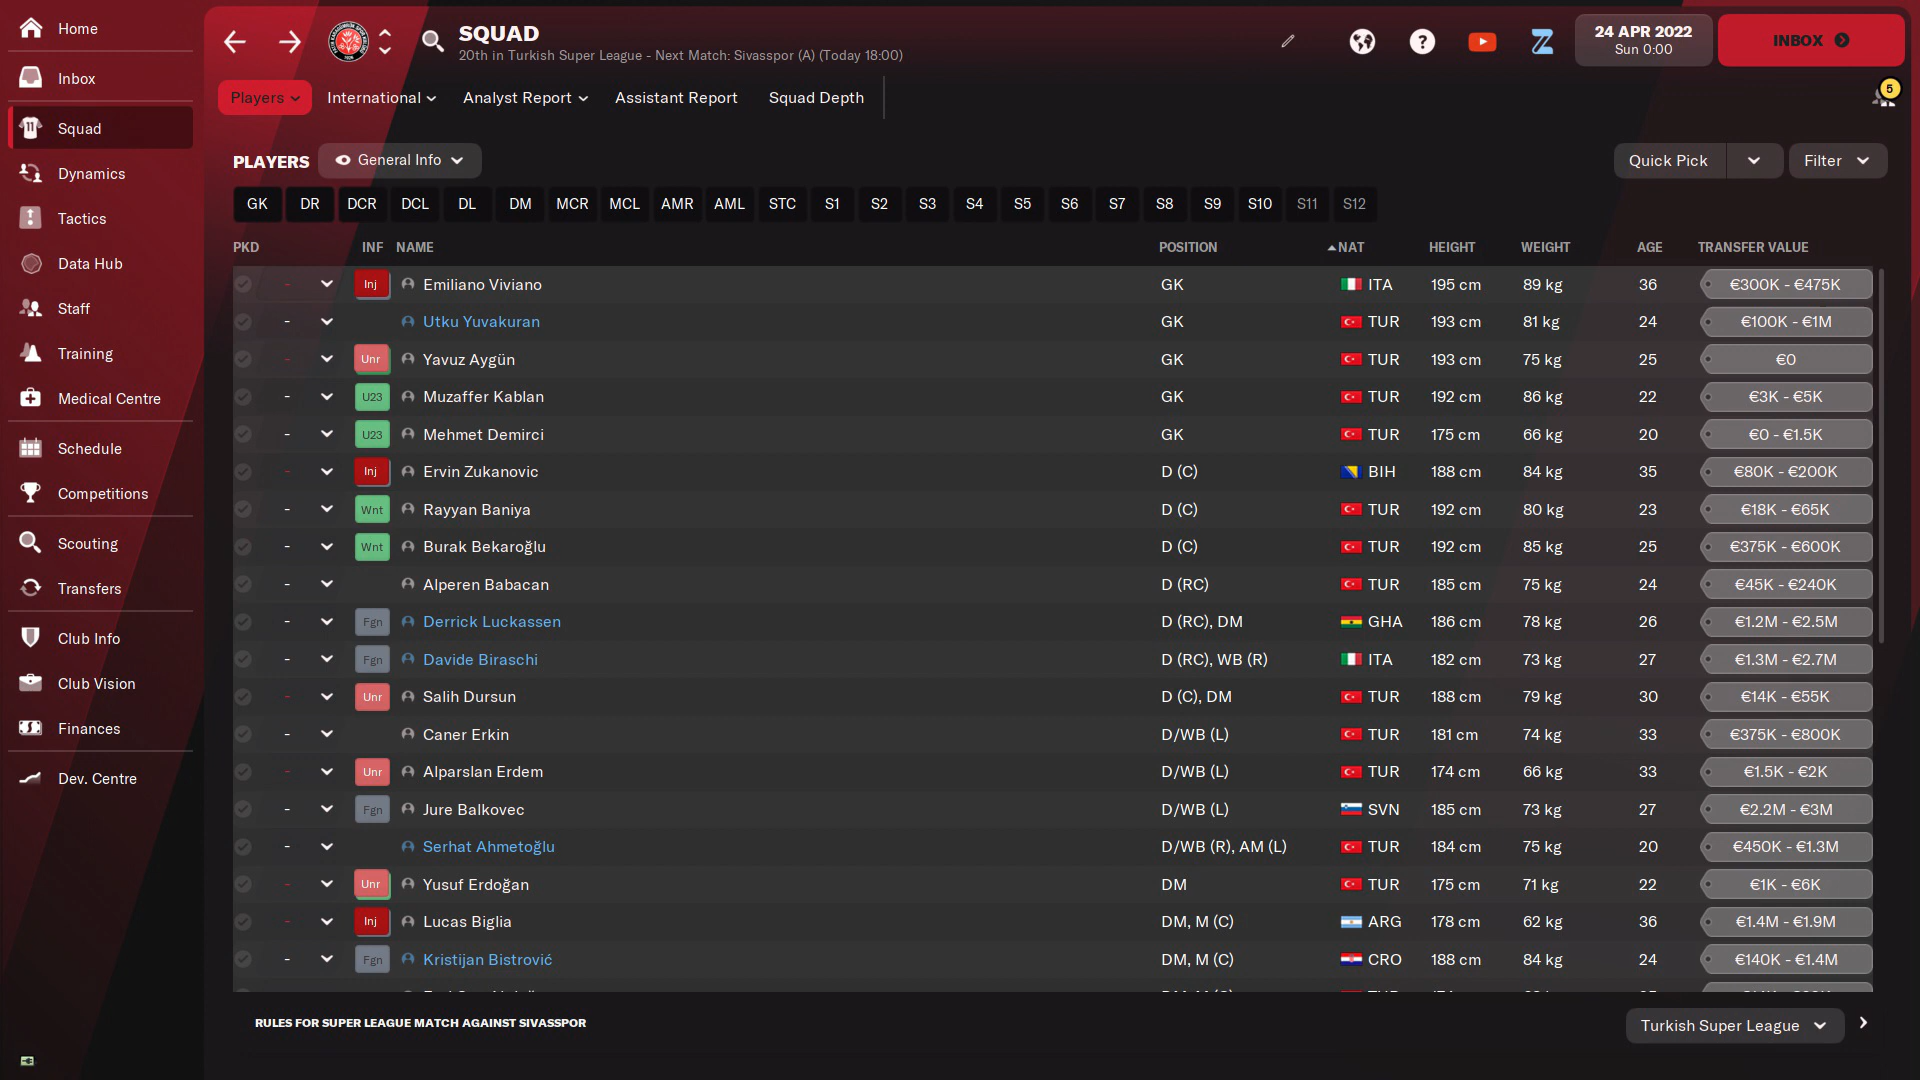 Home
Inbox
Squad
Dynamics
Tactics
Data Hub
Staff
Training
Medical Centre
Schedule
Competitions
Scouting
Transfers
Club Info
Club Vision
Finances
Dev. Centre
SQUAD
20th in Turkish Super League - Next Match: Sivasspor (A) (Today 18:00)
24 APR 2022
Sun 0:00
INBOX
Players International Analyst Report Assistant Report Squad Depth
5
PLAYERS General Info Quick Pick Filter
GK DR DCR DCL DL DM MCR MCL AMR AML STC S1 S2 S3 S4 S5 S6 S7 S8 S9 S10 S11 S12
PKD INF NAME POSITION NAT HEIGHT WEIGHT AGE TRANSFER VALUE
- Inj Emiliano Viviano GK ITA 195 cm 89 kg 36 €300K - €475K
- Utku Yuvakuran GK TUR 193 cm 81 kg 24 €100K - €1M
- Unr Yavuz Aygün GK TUR 193 cm 75 kg 25 €0
- U23 Muzaffer Kablan GK TUR 192 cm 86 kg 22 €3K - €5K
- U23 Mehmet Demirci GK TUR 175 cm 66 kg 20 €0 - €1.5K
- Inj Ervin Zukanovic D (C) BIH 188 cm 84 kg 35 €80K - €200K
- Wnt Rayyan Baniya D (C) TUR 192 cm 80 kg 23 €18K - €65K
- Wnt Burak Bekaroğlu D (C) TUR 192 cm 85 kg 25 €375K - €600K
- Alperen Babacan D (RC) TUR 185 cm 75 kg 24 €45K - €240K
- Fgn Derrick Luckassen D (RC), DM GHA 186 cm 78 kg 26 €1.2M - €2.5M
- Fgn Davide Biraschi D (RC), WB (R) ITA 182 cm 73 kg 27 €1.3M - €2.7M
- Unr Salih Dursun D (C), DM TUR 188 cm 79 kg 30 €14K - €55K
- Caner Erkin D/WB (L) TUR 181 cm 74 kg 33 €375K - €800K
- Unr Alparslan Erdem D/WB (L) TUR 174 cm 66 kg 33 €1.5K - €2K
- Fgn Jure Balkovec D/WB (L) SVN 185 cm 73 kg 27 €2.2M - €3M
- Serhat Ahmetoğlu D/WB (R), AM (L) TUR 184 cm 75 kg 20 €450K - €1.3M
- Unr Yusuf Erdoğan DM TUR 175 cm 71 kg 22 €1K - €6K
- Inj Lucas Biglia DM, M (C) ARG 178 cm 62 kg 36 €1.4M - €1.9M
- Fgn Kristijan Bistrović DM, M (C) CRO 188 cm 84 kg 24 €140K - €1.4M
RULES FOR SUPER LEAGUE MATCH AGAINST SIVASSPOR
Turkish Super League